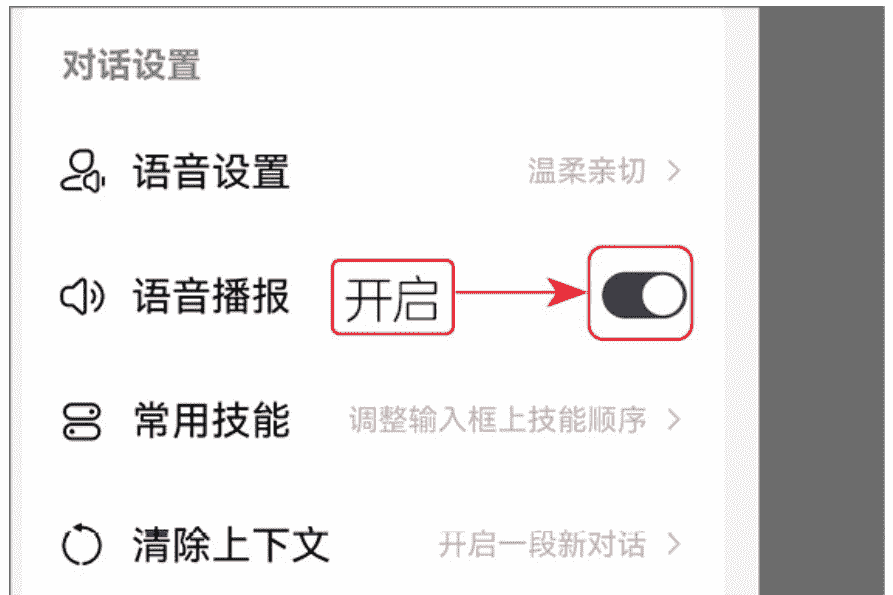 对话设置
语音设置 温柔亲切
语音播报 开启
常用技能 调整输入框上技能顺序
清除上下文 开启一段新对话